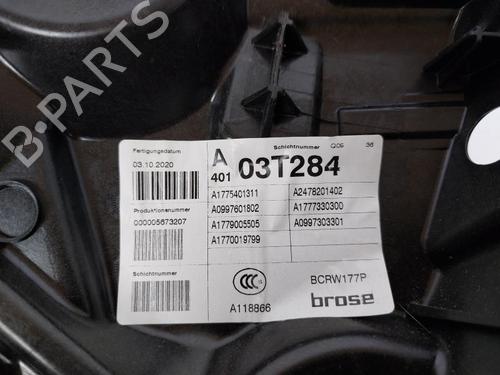 B-PARTS
Fertigungsdatum
03.10.2020
Produktionsnummer
000005673207
Schichtnummer
A
401
03T284
Schichtnummer Q05 36
A1775401311 A2478201402
A0997601802 A1777330300
A1779005505 A0997303301
A1770019799
CCC
A118866
BCRW177P
brose